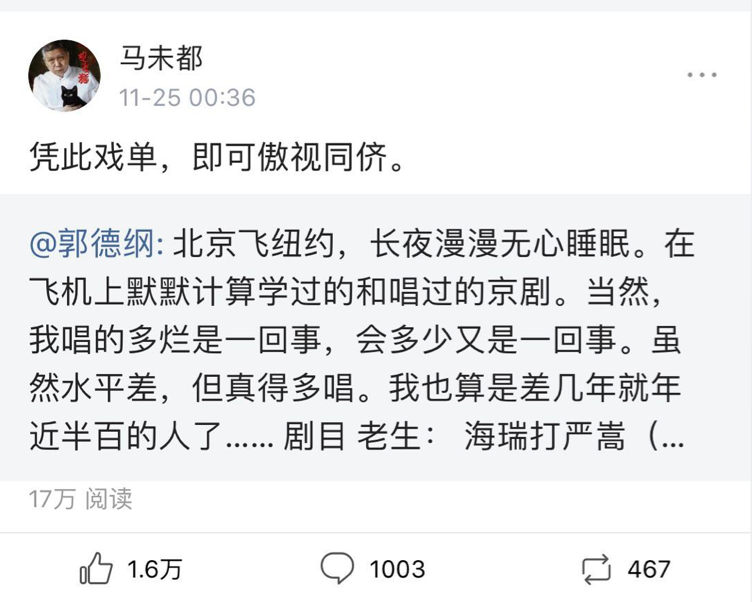 马未都
11-25 00:36
凭此戏单，即可傲视同侪。
@郭德纲: 北京飞纽约，长夜漫漫无心睡眠。在
飞机上默默计算学过的和唱过的京剧。当然，
我唱的多烂是一回事，会多少又是一回事。虽
然水平差，但真得多唱。我也算是差几年就年
近半百的人了...... 剧目 老生： 海瑞打严嵩（...
17万 阅读
1.6万
1003
467